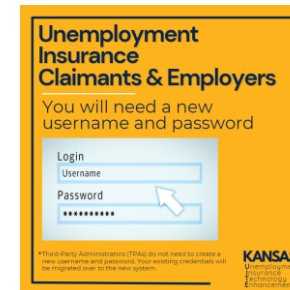 Unemployment
Insurance
Claimants & Employers
You will need a new
username and password
Login
Username
Password
**********
*Third-Party Administrators (TPAs) do not need to create a
new username and password. Your existing credentials will
be migrated over to the new system.
KANSAS
Unemployment
Insurance
Technology
Enhancement